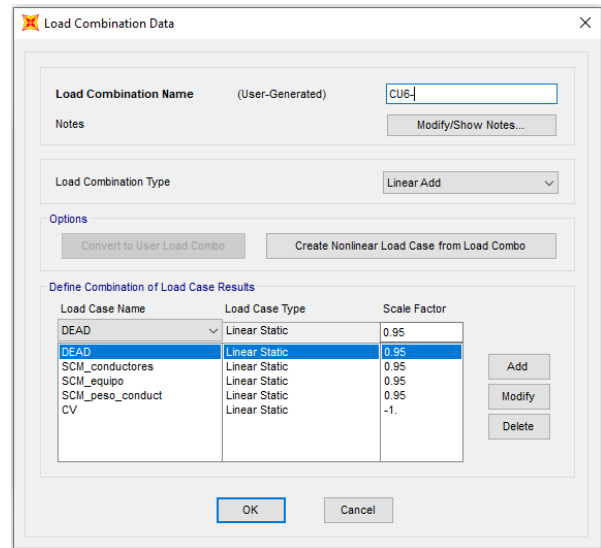 Load Combination Data
Load Combination Name (User-Generated) CU6-
Notes Modify/Show Notes...
Load Combination Type Linear Add
Options
Convert to User Load Combo Create Nonlinear Load Case from Load Combo
Define Combination of Load Case Results
Load Case Name Load Case Type Scale Factor
DEAD Linear Static 0.95
DEAD Linear Static 0.95
SCM_conductores Linear Static 0.95
SCM_equipo Linear Static 0.95
SCM_peso_conduct Linear Static 0.95
CV Linear Static -1.
Add
Modify
Delete
OK Cancel